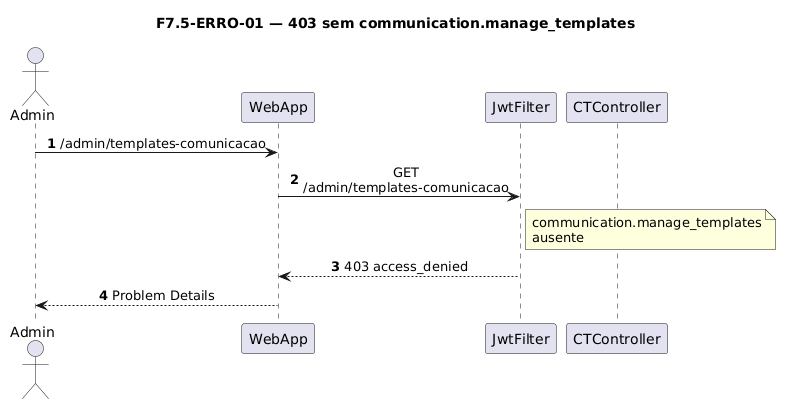 F7.5-ERRO-01 — 403 sem communication.manage_templates
Admin
WebApp
JwtFilter
CTController
1 /admin/templates-comunicacao
2 GET
/admin/templates-comunicacao
communication.manage_templates
ausente
3 403 access_denied
4 Problem Details
Admin
WebApp
JwtFilter
CTController